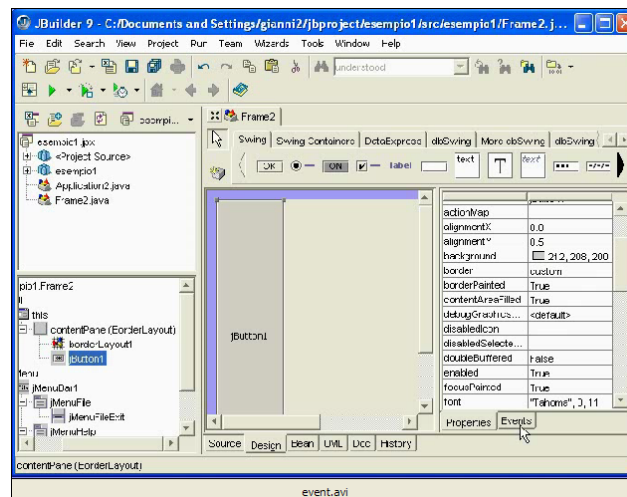 JBuilder 9 - C:/Documents and Settings/gianni2/jbproject/esempio1/src/esempio1/Frame2.j...
File Edit Search View Project Run Team Wizards Tools Window Help
understood
esempi...
Frame2
Swing Swing Containers DataExpress dbSwing More dbSwing dbSwing
OK ON label text T text
esempio1.jpx
<Project Source>
esempio1
Application2.java
Frame2.java
pio1.Frame2
this
contentPane (BorderLayout)
borderLayout1
jButton1
Menu
jMenuBar1
jMenuFile
jMenuFileExit
jMenuHelp
jButton1
actionMap
alignmentX 0.0
alignmentY 0.5
background 212, 208, 200
border custom
borderPainted True
contentAreaFilled True
debugGraphics... <default>
disabledIcon
disabledSelecte...
doubleBuffered False
enabled True
focusPainted True
font "Tahoma", 0, 11
Properties Events
Source Design Bean UML Doc History
contentPane (BorderLayout)
event.avi